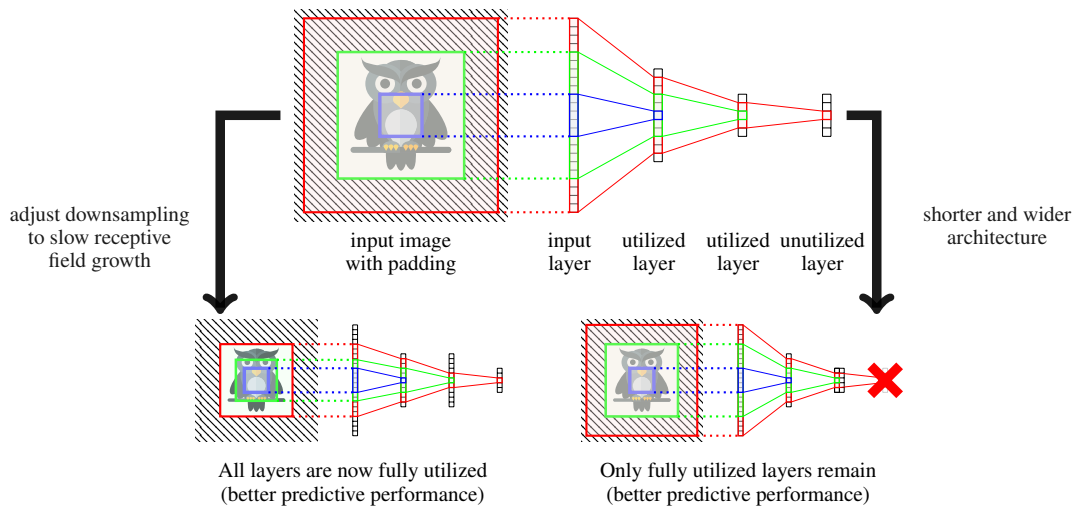 adjust downsampling
to slow receptive
field growth
input image
with padding
input
layer
utilized
layer
utilized
layer
unutilized
layer
shorter and wider
architecture
All layers are now fully utilized
(better predictive performance)
Only fully utilized layers remain
(better predictive performance)